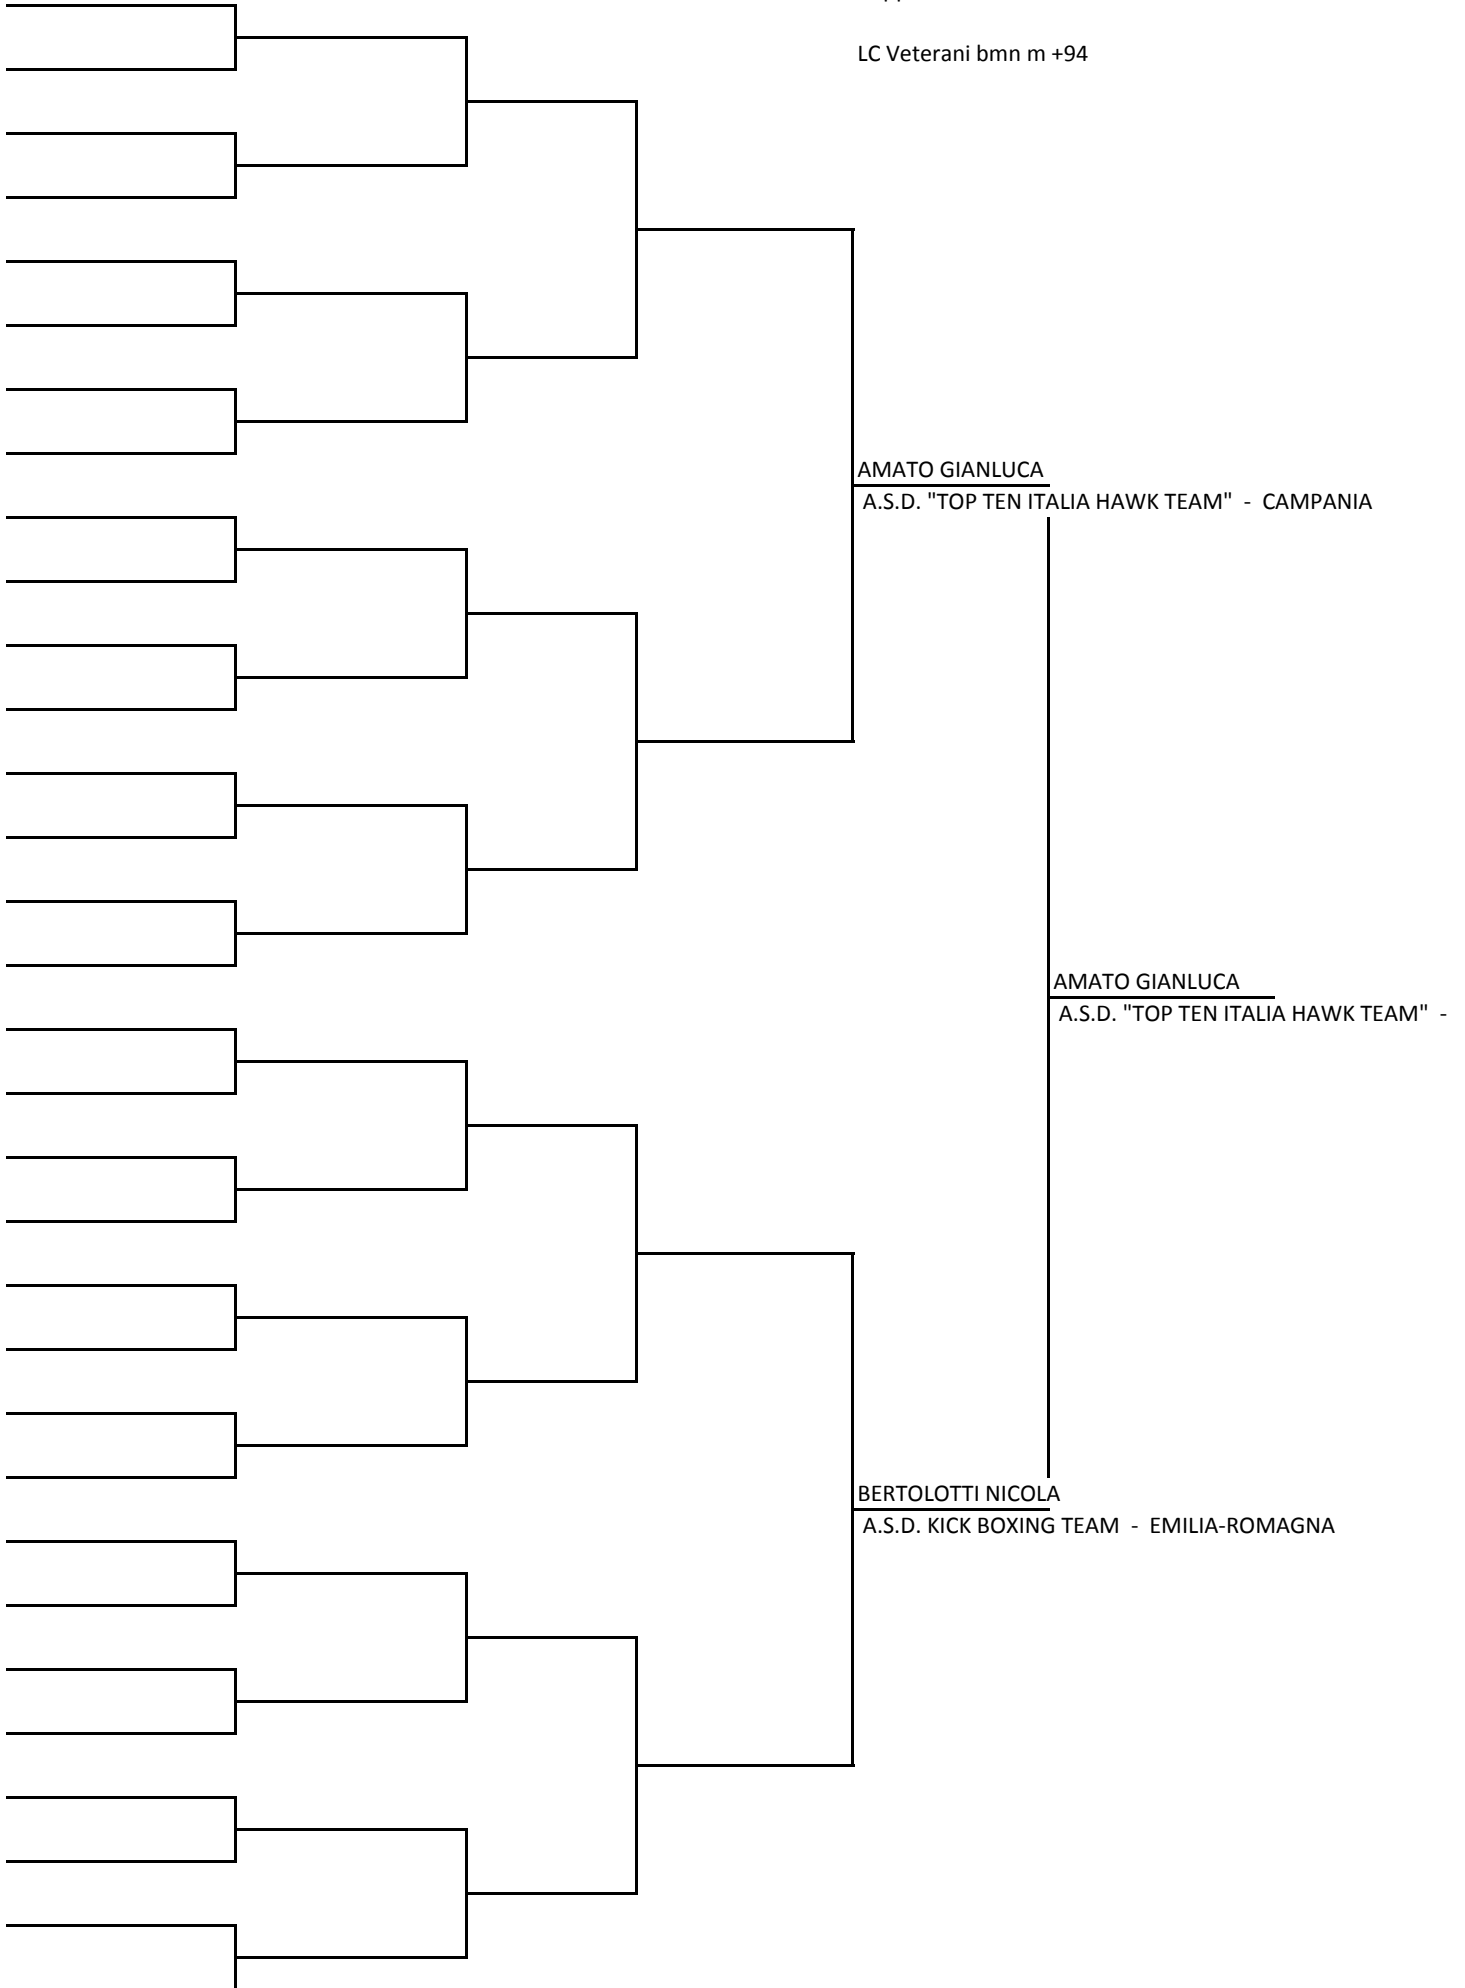 LC Veterani bmn m +94
AMATO GIANLUCA
A.S.D. "TOP TEN ITALIA HAWK TEAM" - CAMPANIA
AMATO GIANLUCA
A.S.D. "TOP TEN ITALIA HAWK TEAM" -
BERTOLOTTI NICOLA
A.S.D. KICK BOXING TEAM - EMILIA-ROMAGNA